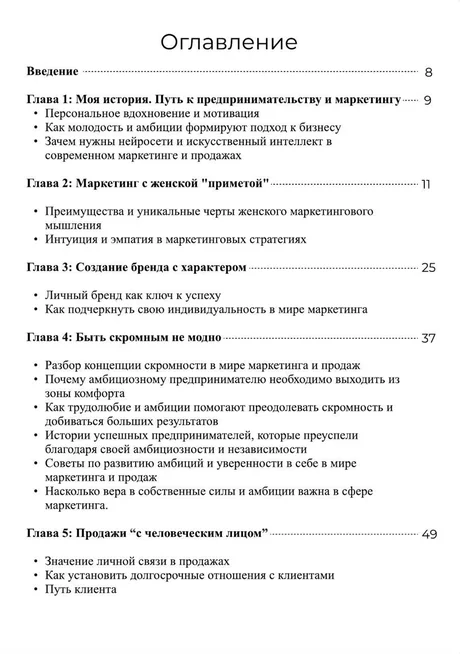 Оглавление
Введение 8
Глава 1: Моя история. Путь к предпринимательству и маркетингу 9
• Персональное вдохновение и мотивация
• Как молодость и амбиции формируют подход к бизнесу
• Зачем нужны нейросети и искусственный интеллект в
современном маркетинге и продажах
Глава 2: Маркетинг с женской "приметой" 11
• Преимущества и уникальные черты женского маркетингового
мышления
• Интуиция и эмпатия в маркетинговых стратегиях
Глава 3: Создание бренда с характером 25
• Личный бренд как ключ к успеху
• Как подчеркнуть свою индивидуальность в мире маркетинга
Глава 4: Быть скромным не модно 37
• Разбор концепции скромности в мире маркетинга и продаж
• Почему амбициозному предпринимателю необходимо выходить из
зоны комфорта
• Как трудолюбие и амбиции помогают преодолевать скромность и
добиваться больших результатов
• Истории успешных предпринимателей, которые преуспели
благодаря своей амбициозности и независимости
• Советы по развитию амбиций и уверенности в себе в мире
маркетинга и продаж
• Насколько вера в собственные силы и амбиции важна в сфере
маркетинга.
Глава 5: Продажи “с человеческим лицом” 49
• Значение личной связи в продажах
• Как установить долгосрочные отношения с клиентами
• Путь клиента